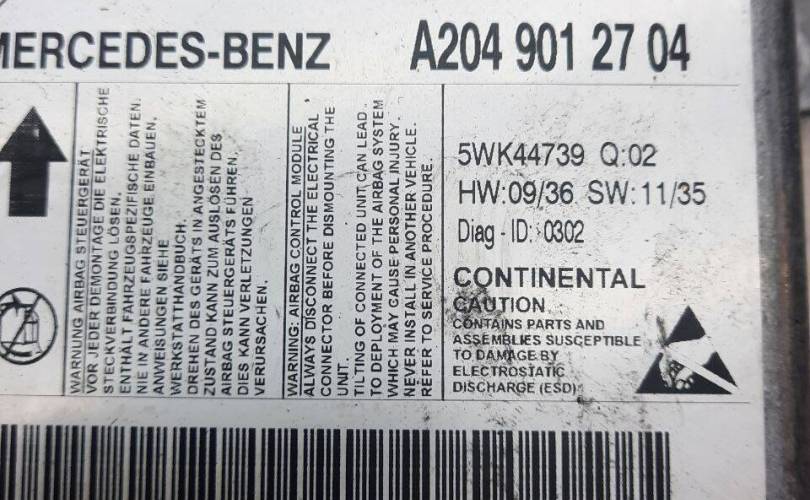 MERCEDES-BENZ
A204 901 27 04
WARNUNG AIRBAG STEUERGERÄT
VOR JEDER DEMONTAGE DIE ELEKTRISCHE
STECKVERBINDUNG LÖSEN.
ENTHÄLT FAHRZEUGSPEZIFISCHE DATEN.
NIE IN ANDERE FAHRZEUGE EINBAUEN.
ANWEISUNGEN SIEHE
WERKSTATTHANDBUCH.
DREHEN DES GERÄTS IN ANGESTECKTEM
ZUSTAND KANN ZUM AUSLÖSEN DES
AIRBAG STEUERGERÄTS FÜHREN.
DIES KANN VERLETZUNGEN
VERURSACHEN.
WARNING: AIRBAG CONTROL MODULE
ALWAYS DISCONNECT THE ELECTRICAL
CONNECTOR BEFORE DISMOUNTING THE
UNIT.
TILTING OF CONNECTED UNIT CAN LEAD
TO DEPLOYMENT OF THE AIRBAG SYSTEM
WHICH MAY CAUSE PERSONAL INJURY.
NEVER INSTALL IN ANOTHER VEHICLE.
REFER TO SERVICE PROCEDURE.
5WK44739 Q:02
HW:09/36 SW:11/35
Diag-ID: 0302
CONTINENTAL
CAUTION
CONTAINS PARTS AND
ASSEMBLIES SUSCEPTIBLE
TO DAMAGE BY
ELECTROSTATIC
DISCHARGE (ESD)